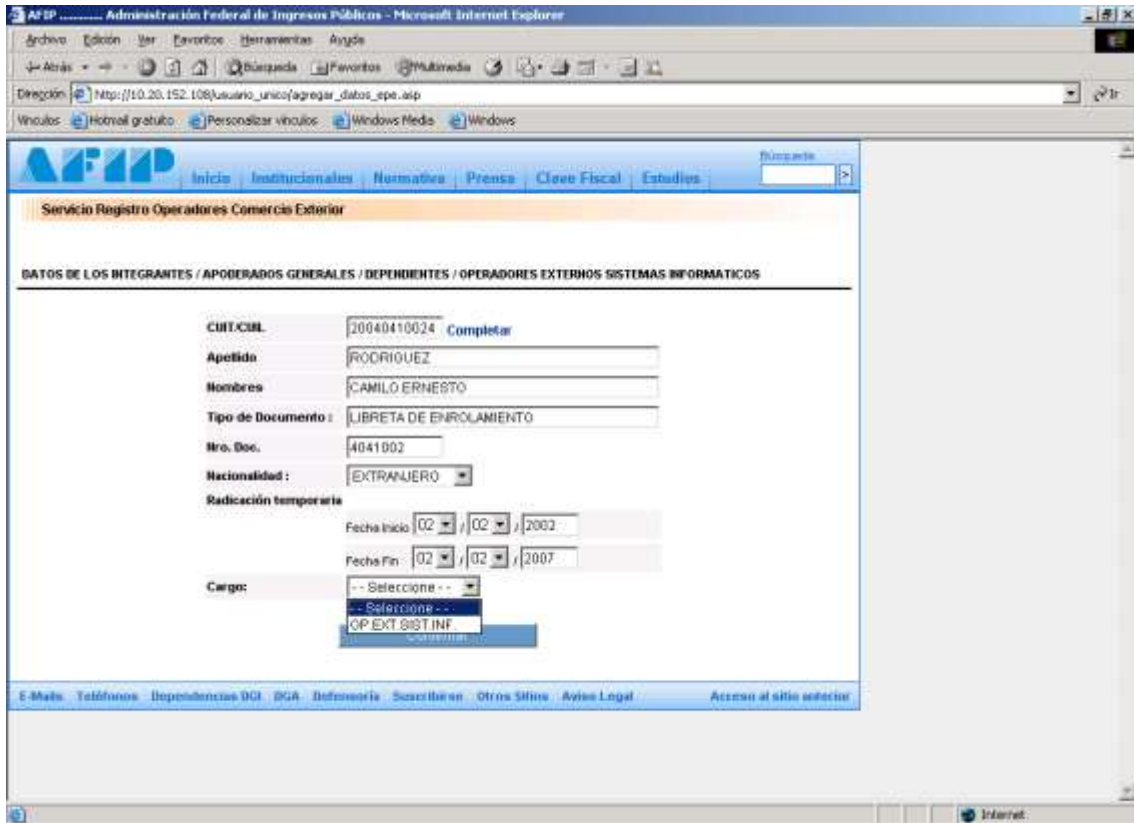 AFIP ........... Administración Federal de Ingresos Públicos - Microsoft Internet Explorer
Archivo Edición Ver Favoritos Herramientas Ayuda
Atrás Búsqueda Favoritos Multimedia
Dirección http://10.20.152.108/usuario_unico/agregar_datos_epe.asp Ir
Vínculos Hotmail gratuito Personalizar vínculos Windows Media Windows
AFIP
Búsqueda
Inicio Institucionales Normativa Prensa Clave Fiscal Estudios >
Servicio Registro Operadores Comercio Exterior
DATOS DE LOS INTEGRANTES / APODERADOS GENERALES / DEPENDIENTES / OPERADORES EXTERNOS SISTEMAS INFORMATICOS
CUIT/CUIL 20040410024 Completar
Apellido RODRIGUEZ
Nombres CAMILO ERNESTO
Tipo de Documento : LIBRETA DE ENROLAMIENTO
Nro. Doc. 4041002
Nacionalidad : EXTRANJERO
Radicación temporaria
Fecha Inicio 02 / 02 / 2002
Fecha Fin 02 / 02 / 2007
Cargo: -- Seleccione --
-- Seleccione --
OP.EXT.SIST.INF.
Confirmar
E-Mails Teléfonos Dependencias DGI DGA Defensoría Suscribirse Otros Sitios Aviso Legal Acceso al sitio anterior
Internet